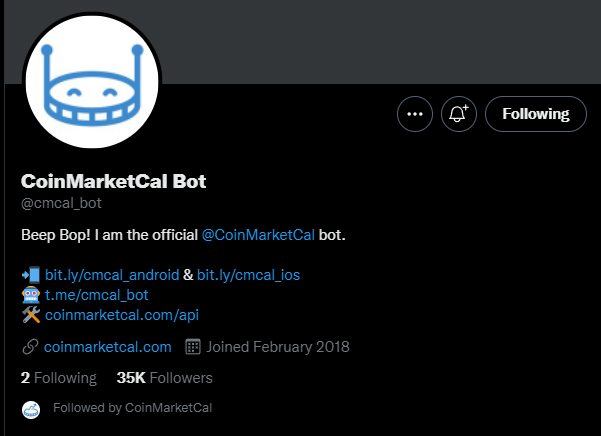 Following
CoinMarketCal Bot
@cmcal_bot
Beep Bop! I am the official @CoinMarketCal bot.
bit.ly/cmcal_android & bit.ly/cmcal_ios
t.me/cmcal_bot
coinmarketcal.com/api
coinmarketcal.com Joined February 2018
2 Following 35K Followers
Followed by CoinMarketCal